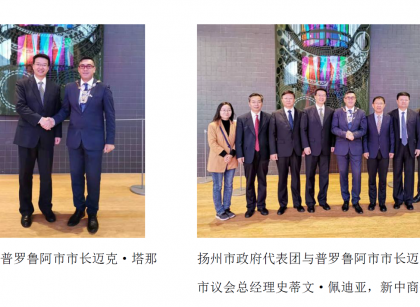 普罗鲁阿市市长迈克·塔那
扬州市政府代表团与普罗鲁阿市市长迈
市议会总经理史蒂文·佩迪亚，新中商